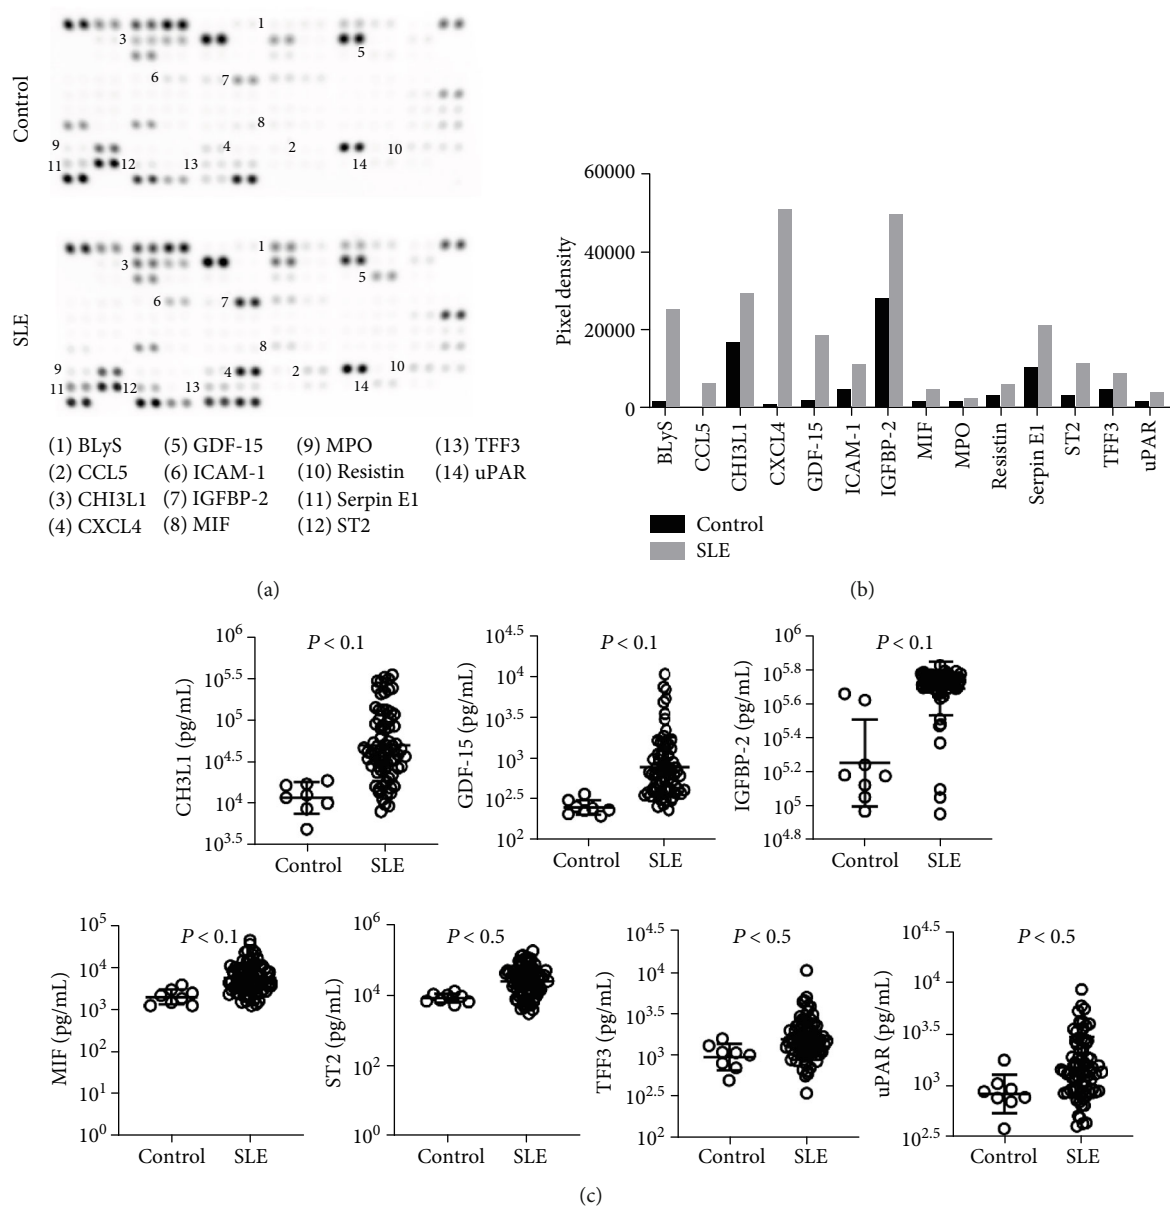 Control
1
3
5
6
7
8
9
4
2
10
11
12
13
14
SLE
1
3
5
6
7
8
9
4
2
10
11
12
13
14
(1) BLyS (5) GDF-15 (9) MPO (13) TFF3
(2) CCL5 (6) ICAM-1 (10) Resistin (14) uPAR
(3) CHI3L1 (7) IGFBP-2 (11) Serpin E1
(4) CXCL4 (8) MIF (12) ST2
(a)
Pixel density
60000
40000
20000
0
BLyS
CCL5
CHI3L1
CXCL4
GDF-15
ICAM-1
IGFBP-2
MIF
MPO
Resistin
Serpin E1
ST2
TFF3
uPAR
Control
SLE
(b)
CH3L1 (pg/mL)
10^6
10^5.5
10^5
10^4.5
10^4
10^3.5
P < 0.1
Control SLE
GDF-15 (pg/mL)
10^4.5
10^4
10^3.5
10^3
10^2.5
10^2
P < 0.1
Control SLE
IGFBP-2 (pg/mL)
10^6
10^5.8
10^5.6
10^5.4
10^5.2
10^5
10^4.8
P < 0.1
Control SLE
MIF (pg/mL)
10^5
10^4
10^3
10^2
10^1
10^0
P < 0.1
Control SLE
ST2 (pg/mL)
10^6
10^4
10^2
10^0
P < 0.5
Control SLE
TFF3 (pg/mL)
10^4.5
10^4
10^3.5
10^3
10^2.5
10^2
P < 0.5
Control SLE
uPAR (pg/mL)
10^4.5
10^4
10^3.5
10^3
10^2.5
P < 0.5
Control SLE
(c)